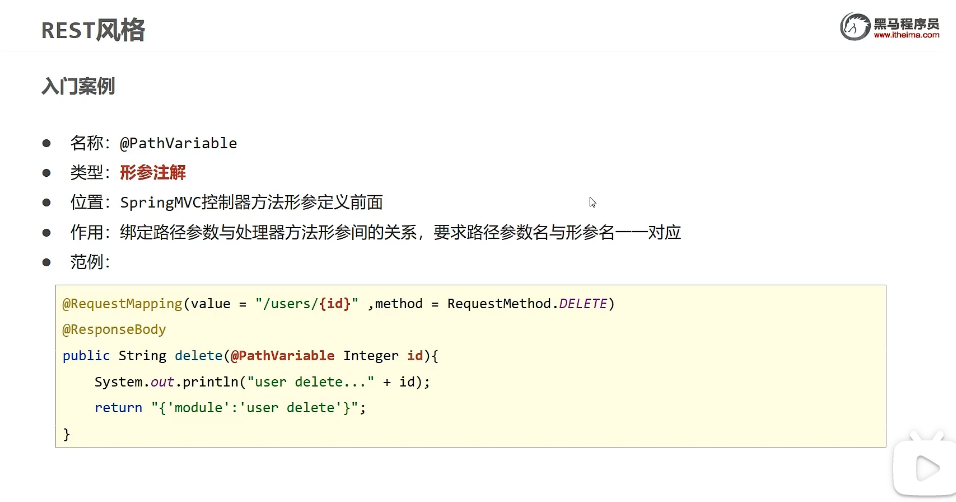 REST风格
黑马程序员
www.itheima.com
入门案例
● 名称：@PathVariable
● 类型：形参注解
● 位置：SpringMVC控制器方法形参定义前面
● 作用：绑定路径参数与处理器方法形参间的关系，要求路径参数名与形参名一一对应
● 范例：
@RequestMapping(value = "/users/{id}" ,method = RequestMethod.DELETE)
@ResponseBody
public String delete(@PathVariable Integer id){
    System.out.println("user delete..." + id);
    return "{'module':'user delete'}";
}